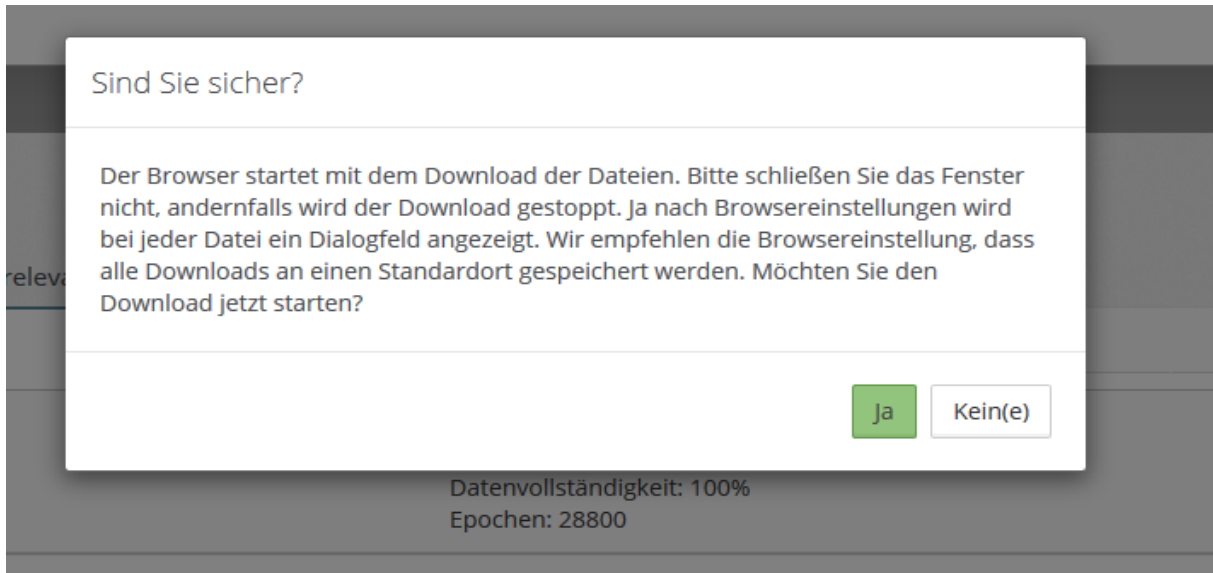 Sind Sie sicher?
Der Browser startet mit dem Download der Dateien. Bitte schließen Sie das Fenster
nicht, andernfalls wird der Download gestoppt. Ja nach Browsereinstellungen wird
bei jeder Datei ein Dialogfeld angezeigt. Wir empfehlen die Browsereinstellung, dass
alle Downloads an einen Standardort gespeichert werden. Möchten Sie den
Download jetzt starten?
Ja
Kein(e)
Datenvollständigkeit: 100%
Epochen: 28800